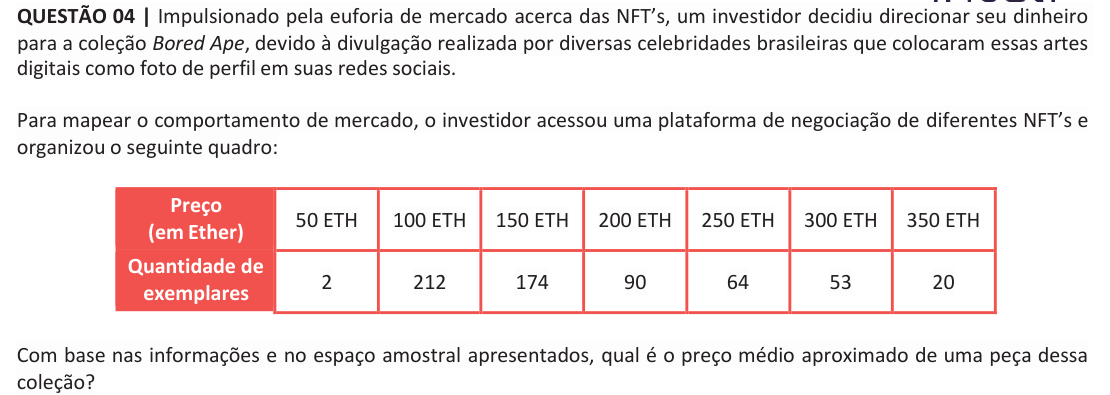 QUESTÃO 04 | Impulsionado pela euforia de mercado acerca das NFT’s, um investidor decidiu direcionar seu dinheiro
para a coleção Bored Ape, devido à divulgação realizada por diversas celebridades brasileiras que colocaram essas artes
digitais como foto de perfil em suas redes sociais.
Para mapear o comportamento de mercado, o investidor acessou uma plataforma de negociação de diferentes NFT’s e
organizou o seguinte quadro:
Preço
(em Ether) 50 ETH 100 ETH 150 ETH 200 ETH 250 ETH 300 ETH 350 ETH
Quantidade de
exemplares 2 212 174 90 64 53 20
Com base nas informações e no espaço amostral apresentados, qual é o preço médio aproximado de uma peça dessa
coleção?